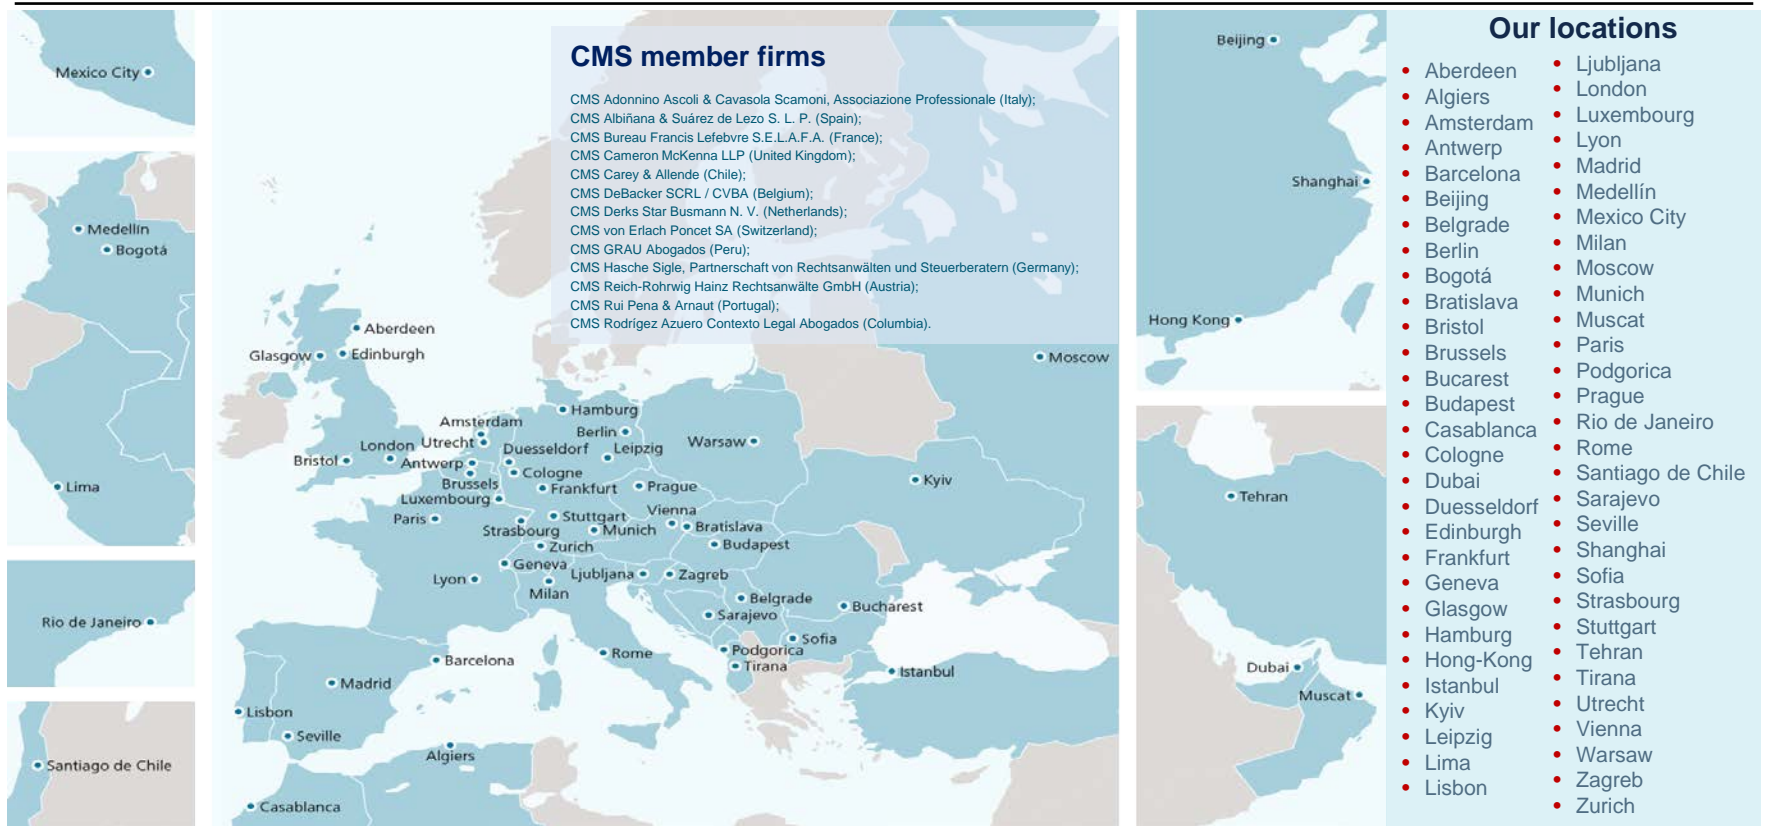 Mexico City
Medellín
Bogotá
Lima
Rio de Janeiro
Santiago de Chile
CMS member firms
CMS Adonnino Ascoli & Cavasola Scamoni, Associazione Professionale (Italy);
CMS Albiñana & Suárez de Lezo S. L. P. (Spain);
CMS Bureau Francis Lefebvre S.E.L.A.F.A. (France);
CMS Cameron McKenna LLP (United Kingdom);
CMS Carey & Allende (Chile);
CMS DeBacker SCRL / CVBA (Belgium);
CMS Derks Star Busmann N. V. (Netherlands);
CMS von Erlach Poncet SA (Switzerland);
CMS GRAU Abogados (Peru);
CMS Hasche Sigle, Partnerschaft von Rechtsanwälten und Steuerberatern (Germany);
CMS Reich-Rohrwig Hainz Rechtsanwälte GmbH (Austria);
CMS Rui Pena & Arnaut (Portugal);
CMS Rodrígez Azuero Contexto Legal Abogados (Columbia).
Aberdeen
Glasgow
Edinburgh
Moscow
Hamburg
Amsterdam
Berlin
London
Utrecht
Duesseldorf
Leipzig
Warsaw
Bristol
Antwerp
Cologne
Brussels
Frankfurt
Prague
Kyiv
Luxembourg
Paris
Stuttgart
Vienna
Strasbourg
Munich
Bratislava
Zurich
Budapest
Geneva
Lyon
Ljubljana
Zagreb
Milan
Belgrade
Bucharest
Sarajevo
Sofia
Podgorica
Rome
Tirana
Istanbul
Barcelona
Madrid
Lisbon
Seville
Algiers
Casablanca
Beijing
Shanghai
Hong Kong
Tehran
Dubai
Muscat
Our locations
• Aberdeen
• Algiers
• Amsterdam
• Antwerp
• Barcelona
• Beijing
• Belgrade
• Berlin
• Bogotá
• Bratislava
• Bristol
• Brussels
• Bucarest
• Budapest
• Casablanca
• Cologne
• Dubai
• Duesseldorf
• Edinburgh
• Frankfurt
• Geneva
• Glasgow
• Hamburg
• Hong-Kong
• Istanbul
• Kyiv
• Leipzig
• Lima
• Lisbon
• Ljubljana
• London
• Luxembourg
• Lyon
• Madrid
• Medellín
• Mexico City
• Milan
• Moscow
• Munich
• Muscat
• Paris
• Podgorica
• Prague
• Rio de Janeiro
• Rome
• Santiago de Chile
• Sarajevo
• Seville
• Shanghai
• Sofia
• Strasbourg
• Stuttgart
• Tehran
• Tirana
• Utrecht
• Vienna
• Warsaw
• Zagreb
• Zurich